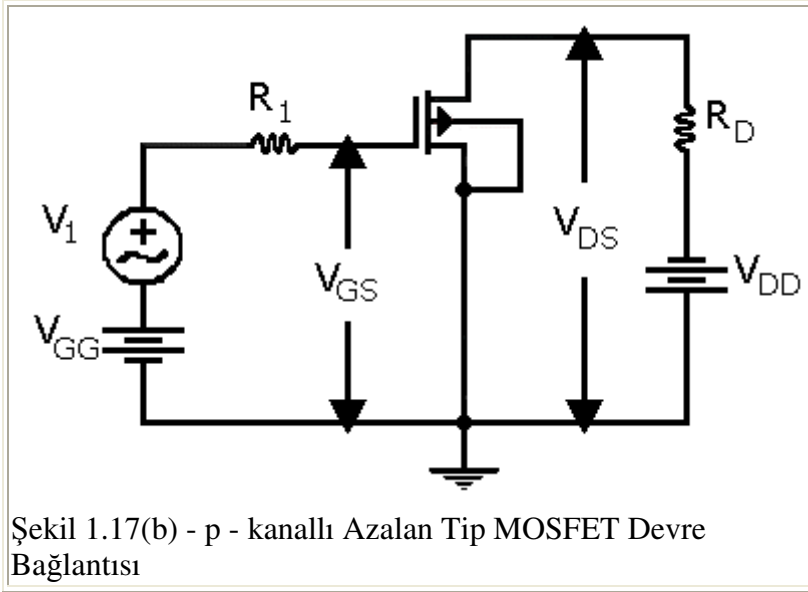 R1
V1
VGG
VGS
VDS
RD
VDD
Şekil 1.17(b) - p - kanallı Azalan Tip MOSFET Devre
Bağlantısı